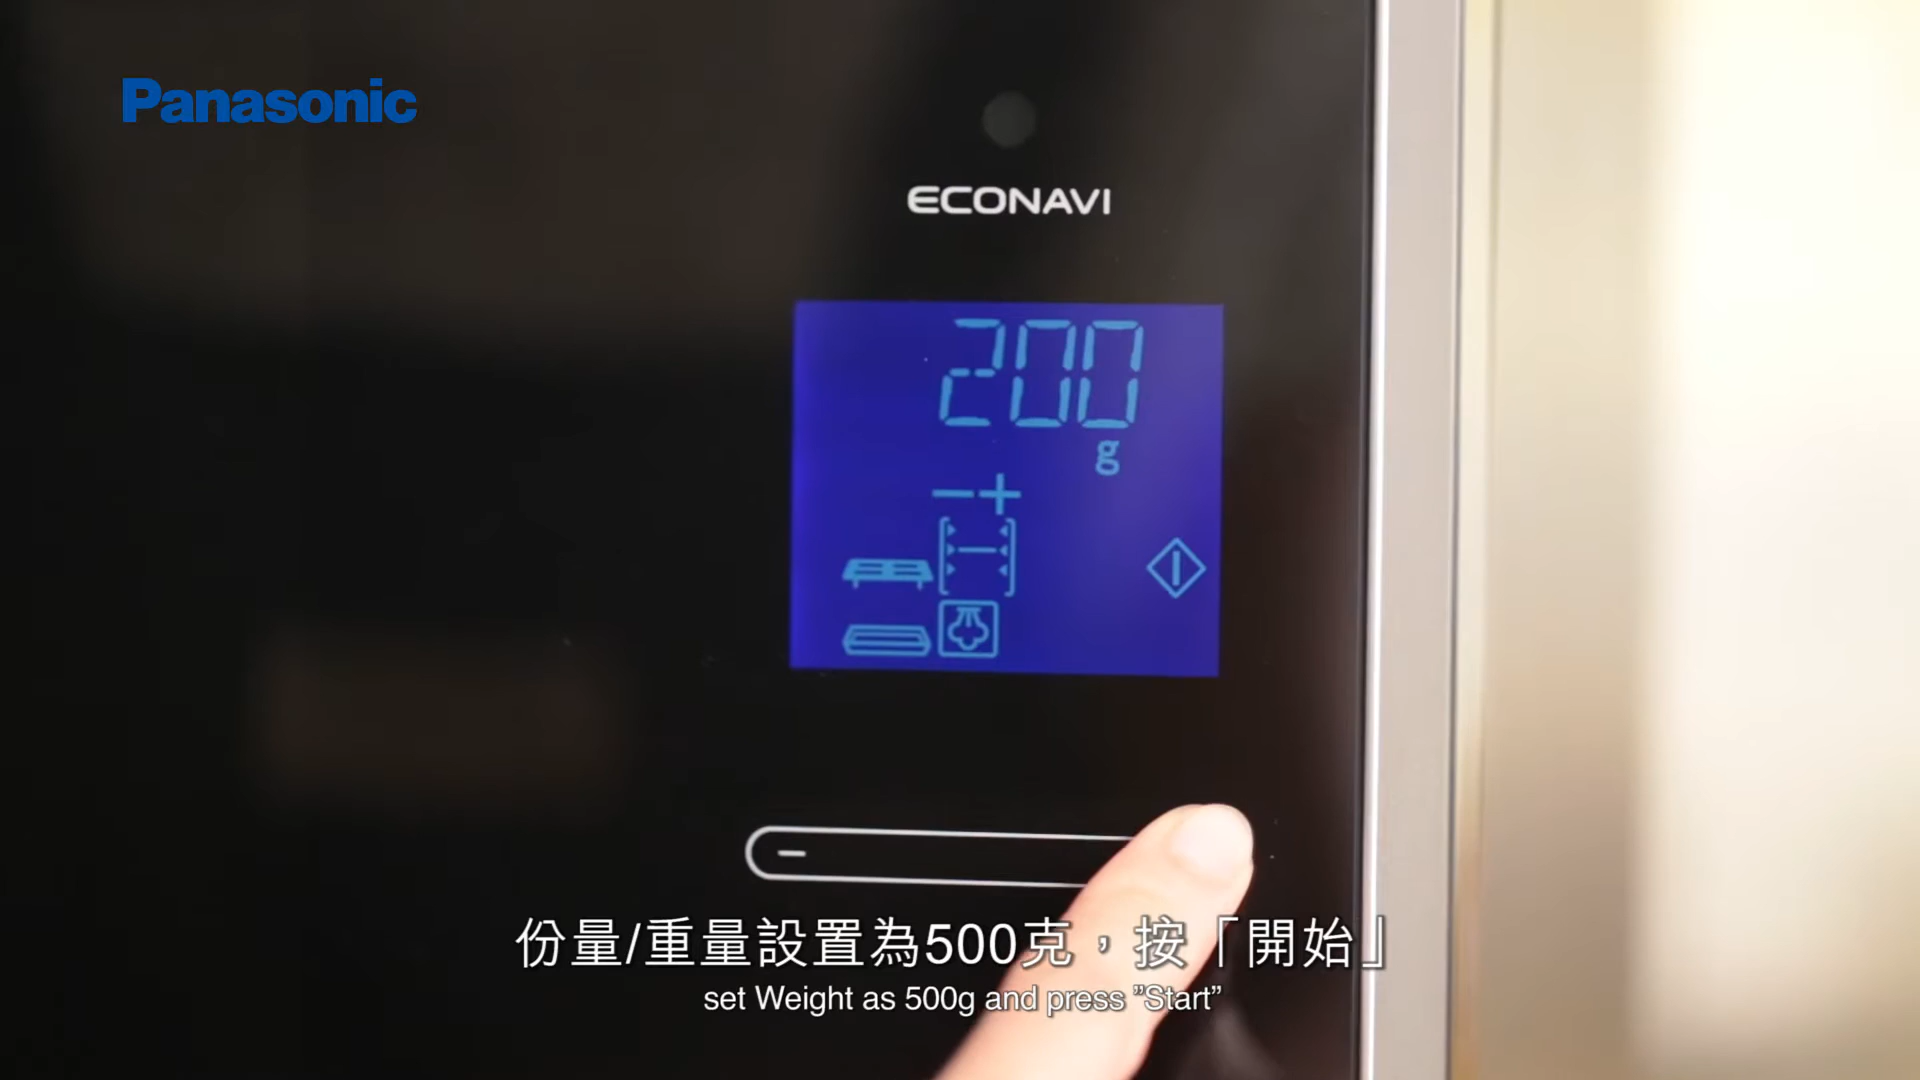 Panasonic
ECONAVI
200
g
份量/重量設置為500克，按「開始」
set Weight as 500g and press ”Start”